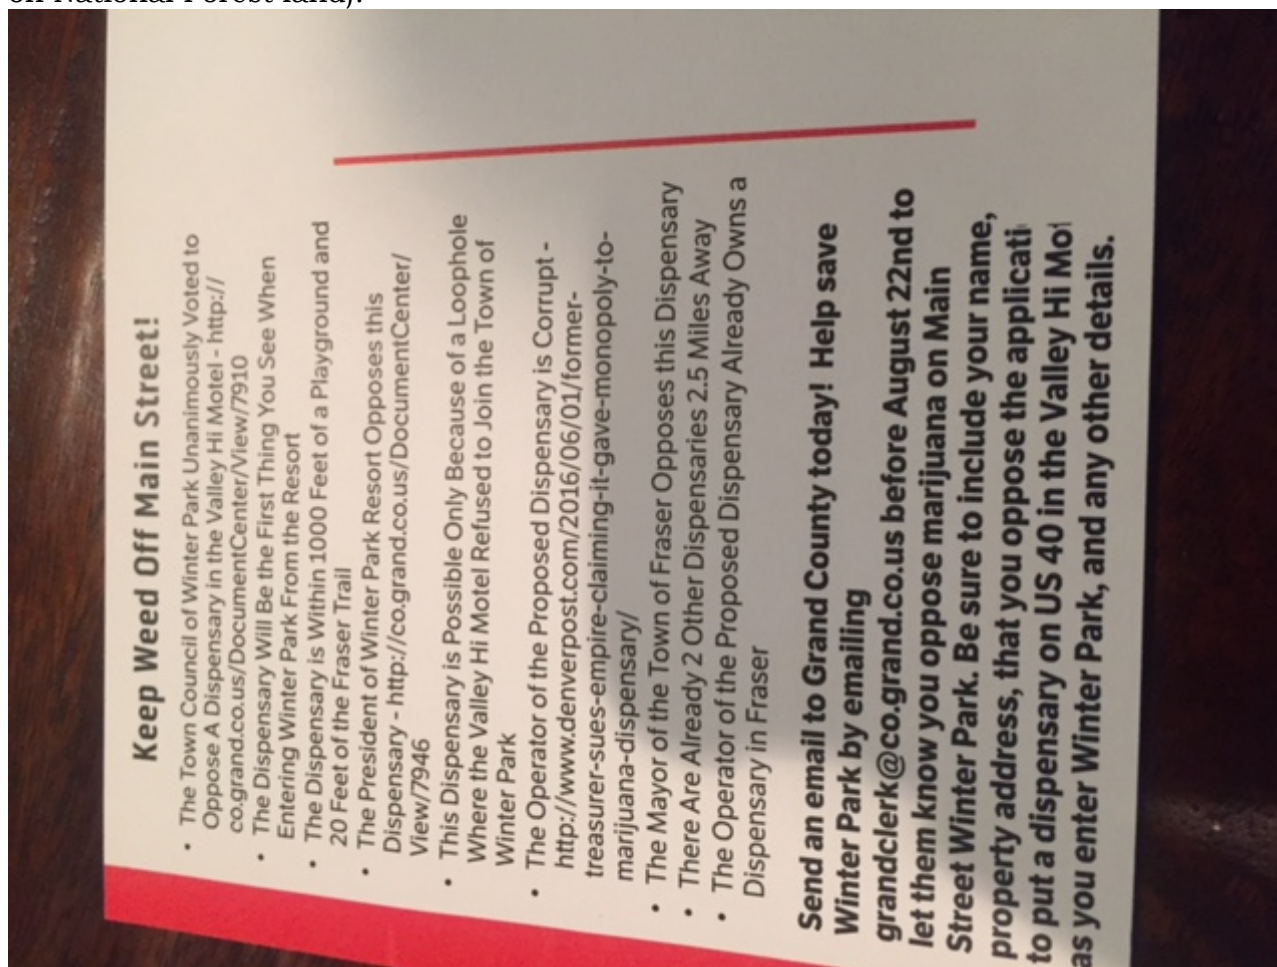 on National Forest land).
Keep Weed Off Main Street!
• The Town Council of Winter Park Unanimously Voted to
Oppose A Dispensary in the Valley Hi Motel - http://
co.grand.co.us/DocumentCenter/View/7910
• The Dispensary Will Be the First Thing You See When
Entering Winter Park From the Resort
• The Dispensary is Within 1000 Feet of a Playground and
20 Feet of the Fraser Trail
• The President of Winter Park Resort Opposes this
Dispensary - http://co.grand.co.us/DocumentCenter/
View/7946
• This Dispensary is Possible Only Because of a Loophole
Where the Valley Hi Motel Refused to Join the Town of
Winter Park
• The Operator of the Proposed Dispensary is Corrupt -
http://www.denverpost.com/2016/06/01/former-
treasurer-sues-empire-claiming-it-gave-monopoly-to-
marijuana-dispensary/
• The Mayor of the Town of Fraser Opposes this Dispensary
• There Are Already 2 Other Dispensaries 2.5 Miles Away
• The Operator of the Proposed Dispensary Already Owns a
Dispensary in Fraser
Send an email to Grand County today! Help save
Winter Park by emailing
grandclerk@co.grand.co.us before August 22nd to
let them know you oppose marijuana on Main
Street Winter Park. Be sure to include your name,
property address, that you oppose the applicati
to put a dispensary on US 40 in the Valley Hi Mot
as you enter Winter Park, and any other details.